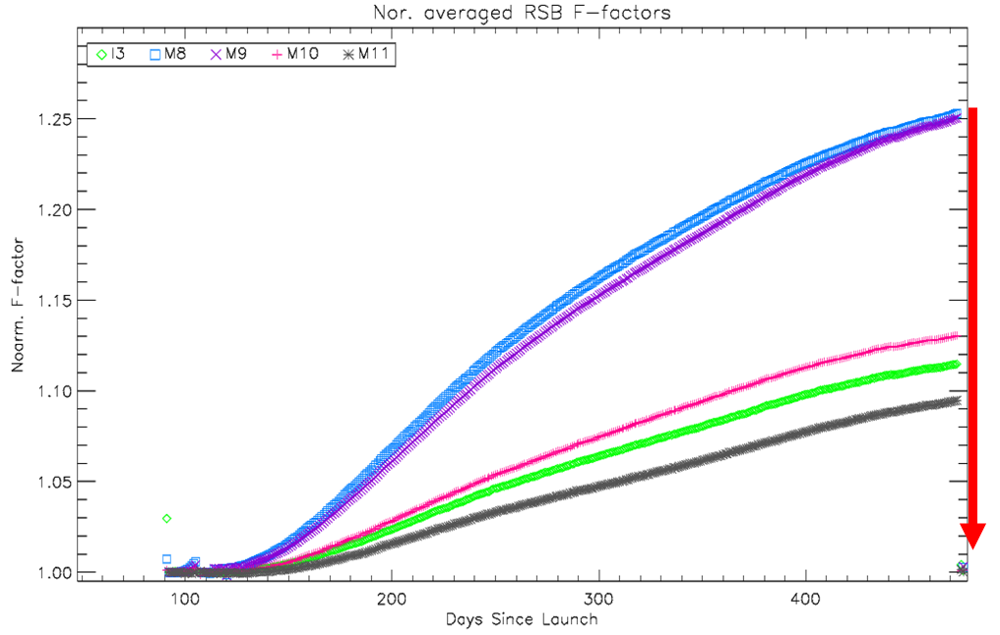 Nor. averaged RSB F-factors
I3 M8 M9 M10 M11
1.25
1.20
1.15
1.10
1.05
1.00
Noarm. F-factor
100 200 300 400
Days Since Launch